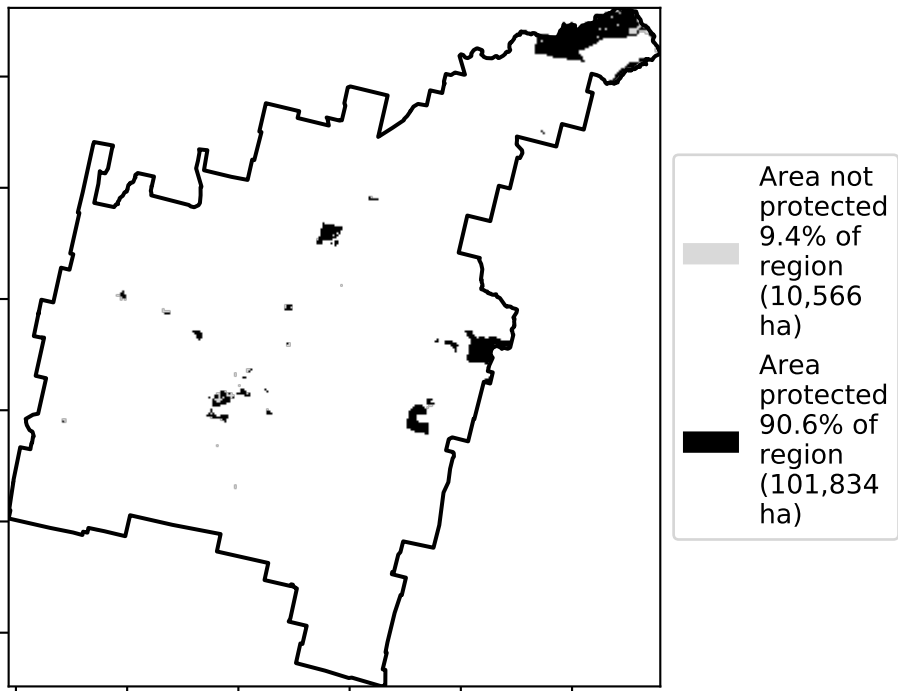 Area not
protected
9.4% of
region
(10,566
ha)
Area
protected
90.6% of
region
(101,834
ha)